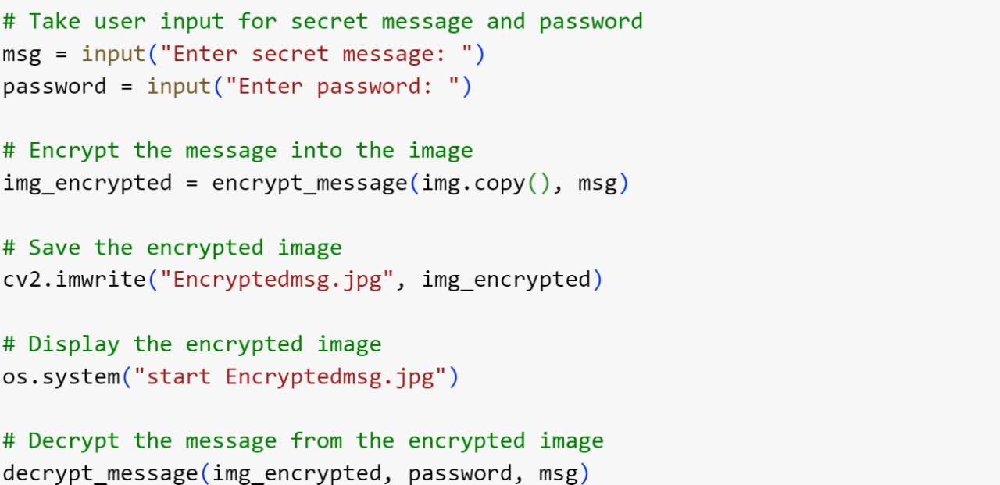 # Take user input for secret message and password
msg = input("Enter secret message: ")
password = input("Enter password: ")
# Encrypt the message into the image
img_encrypted = encrypt_message(img.copy(), msg)
# Save the encrypted image
cv2.imwrite("Encryptedmsg.jpg", img_encrypted)
# Display the encrypted image
os.system("start Encryptedmsg.jpg")
# Decrypt the message from the encrypted image
decrypt_message(img_encrypted, password, msg)